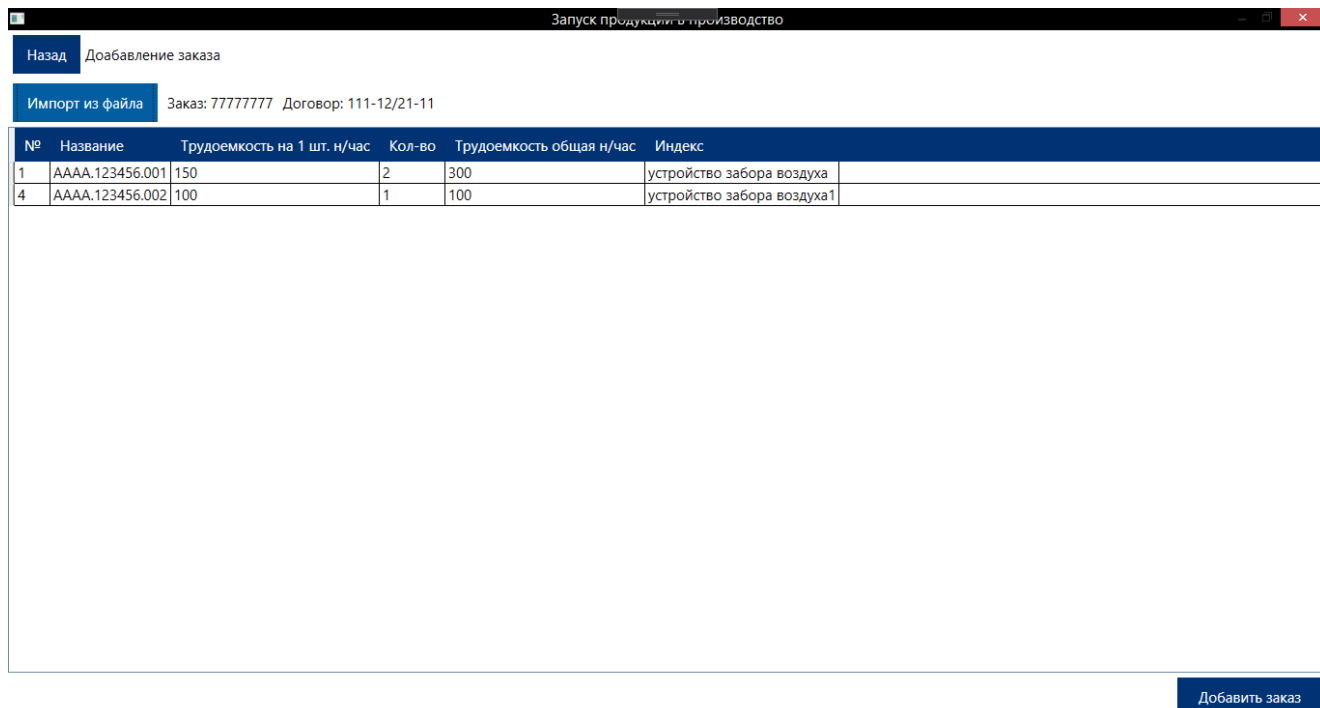 Запуск продукции в производство
Назад Доабавление заказа
Импорт из файла Заказ: 77777777 Договор: 111-12/21-11
№ Название Трудоемкость на 1 шт. н/час Кол-во Трудоемкость общая н/час Индекс
1 АААА.123456.001 150 2 300 устройство забора воздуха
4 АААА.123456.002 100 1 100 устройство забора воздуха1
Добавить заказ